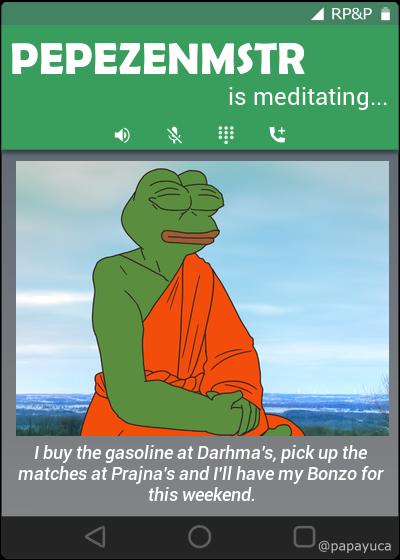 RP&P
PEPEZENMSTR
is meditating...
I buy the gasoline at Darhma's, pick up the
matches at Prajna's and I'll have my Bonzo for
this weekend.
@papayuca